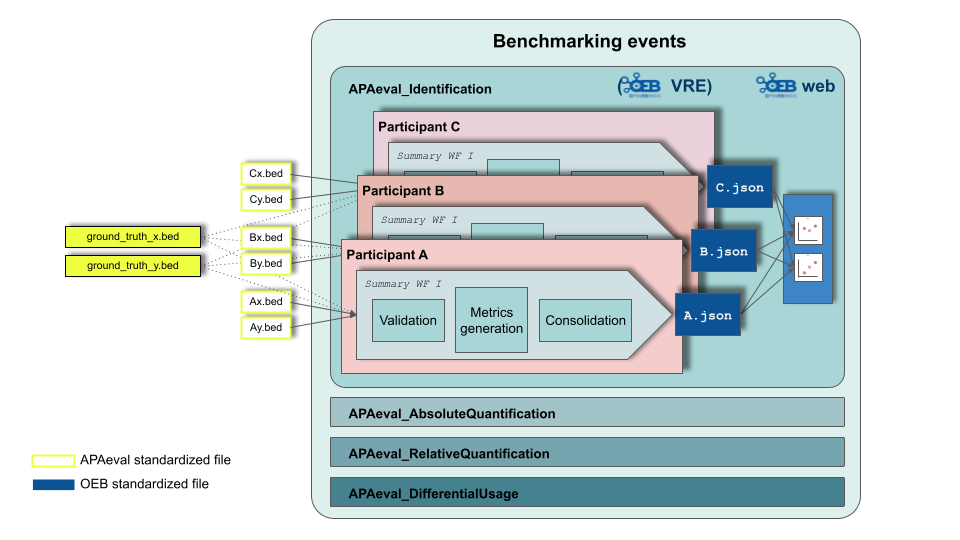 Benchmarking events
APAeval_Identification
(OEB VRE)
OEB web
Participant C
Summary WF I
Participant B
Summary WF I
Participant A
Summary WF I
Validation
Metrics
generation
Consolidation
Cx.bed
Cy.bed
Bx.bed
By.bed
Ax.bed
Ay.bed
ground_truth_x.bed
ground_truth_y.bed
C.json
B.json
A.json
APAeval_AbsoluteQuantification
APAeval_RelativeQuantification
APAeval_DifferentialUsage
APAeval standardized file
OEB standardized file